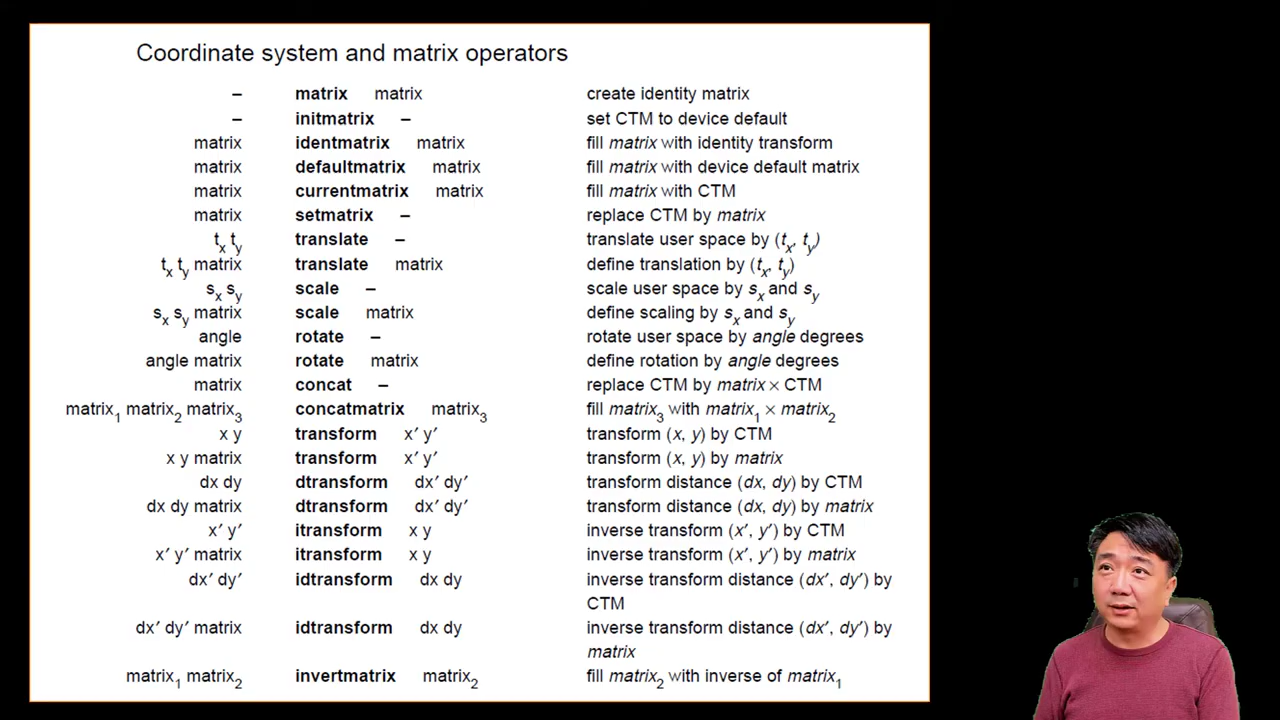 Coordinate system and matrix operators
– matrix matrix create identity matrix
– initmatrix – set CTM to device default
matrix identmatrix matrix fill matrix with identity transform
matrix defaultmatrix matrix fill matrix with device default matrix
matrix currentmatrix matrix fill matrix with CTM
matrix setmatrix – replace CTM by matrix
tx ty translate – translate user space by (tx, ty)
tx ty matrix translate matrix define translation by (tx, ty)
sx sy scale – scale user space by sx and sy
sx sy matrix scale matrix define scaling by sx and sy
angle rotate – rotate user space by angle degrees
angle matrix rotate matrix define rotation by angle degrees
matrix concat – replace CTM by matrix × CTM
matrix1 matrix2 matrix3 concatmatrix matrix3 fill matrix3 with matrix1 × matrix2
x y transform x′ y′ transform (x, y) by CTM
x y matrix transform x′ y′ transform (x, y) by matrix
dx dy dtransform dx′ dy′ transform distance (dx, dy) by CTM
dx dy matrix dtransform dx′ dy′ transform distance (dx, dy) by matrix
x′ y′ itransform x y inverse transform (x′, y′) by CTM
x′ y′ matrix itransform x y inverse transform (x′, y′) by matrix
dx′ dy′ idtransform dx dy inverse transform distance (dx′, dy′) by
CTM
dx′ dy′ matrix idtransform dx dy inverse transform distance (dx′, dy′) by
matrix
matrix1 matrix2 invertmatrix matrix2 fill matrix2 with inverse of matrix1